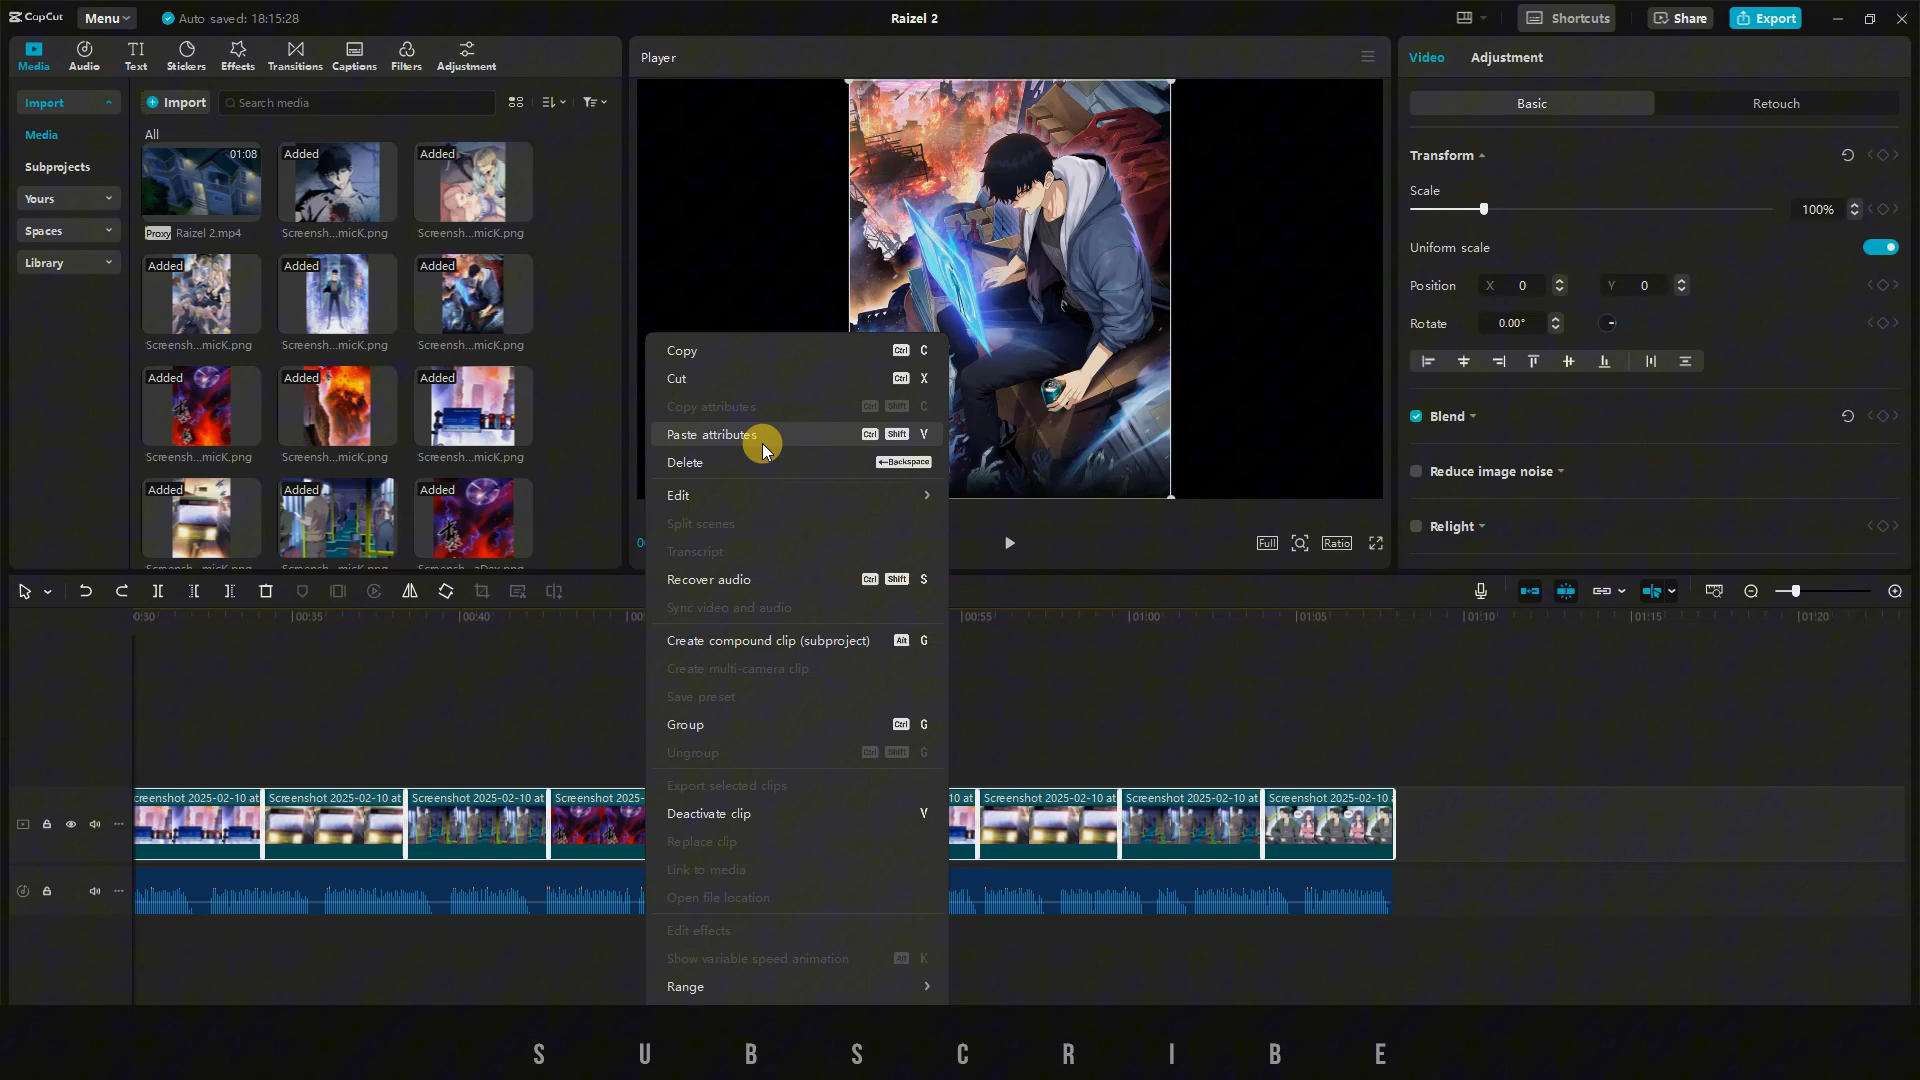 CapCut
Menu
Auto saved: 18:15:28
Raizel 2
Shortcuts
Share
Export
Media
Audio
Text
Stickers
Effects
Transitions
Captions
Filters
Adjustment
Import
Media
Subprojects
Yours
Spaces
Library
Import
Search media
All
01:08
Added
Added
Proxy Raizel 2.mp4
Screensh...micK.png
Screensh...micK.png
Added
Added
Added
Screensh...micK.png
Screensh...micK.png
Screensh...micK.png
Added
Added
Added
Screensh...micK.png
Screensh...micK.png
Screensh...micK.png
Added
Added
Added
Player
Full
Ratio
Video
Adjustment
Basic
Retouch
Transform
Scale
100%
Uniform scale
Position X 0 Y 0
Rotate 0.00°
Blend
Reduce image noise
Relight
Copy Ctrl C
Cut Ctrl X
Copy attributes Ctrl Shift C
Paste attributes Ctrl Shift V
Delete ←Backspace
Edit
Split scenes
Transcript
Recover audio Ctrl Shift S
Sync video and audio
Create compound clip (subproject) Alt G
Create multi-camera clip
Save preset
Group Ctrl G
Ungroup Ctrl Shift G
Export selected clips
Deactivate clip V
Replace clip
Link to media
Open file location
Edit effects
Show variable speed animation Alt K
Range
0:30
00:35
00:40
00:55
01:00
01:05
01:10
01:15
01:20
creenshot 2025-02-10 at
Screenshot 2025-02-10 at
Screenshot 2025-02-10 at
Screenshot 2025-
10 at
Screenshot 2025-02-10 at
Screenshot 2025-02-10 at
Screenshot 2025-02-10
SUBSCRIBE